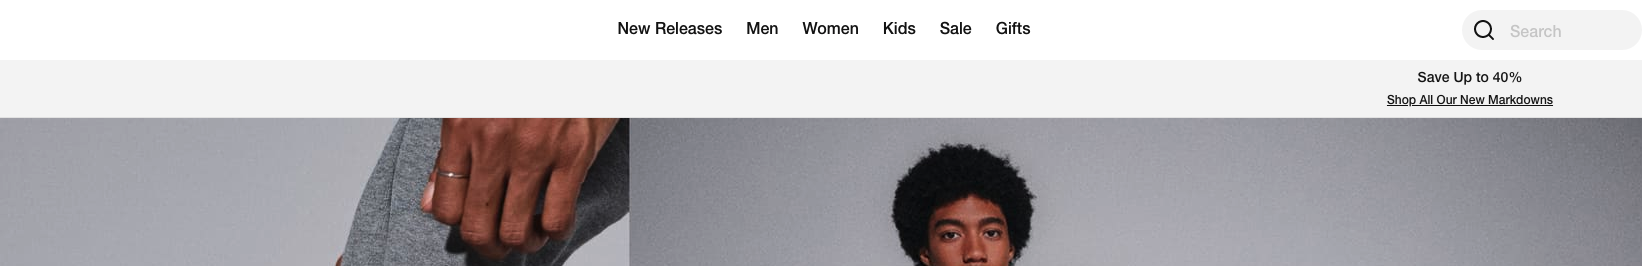 New Releases Men Women Kids Sale Gifts
Search
Save Up to 40%
Shop All Our New Markdowns